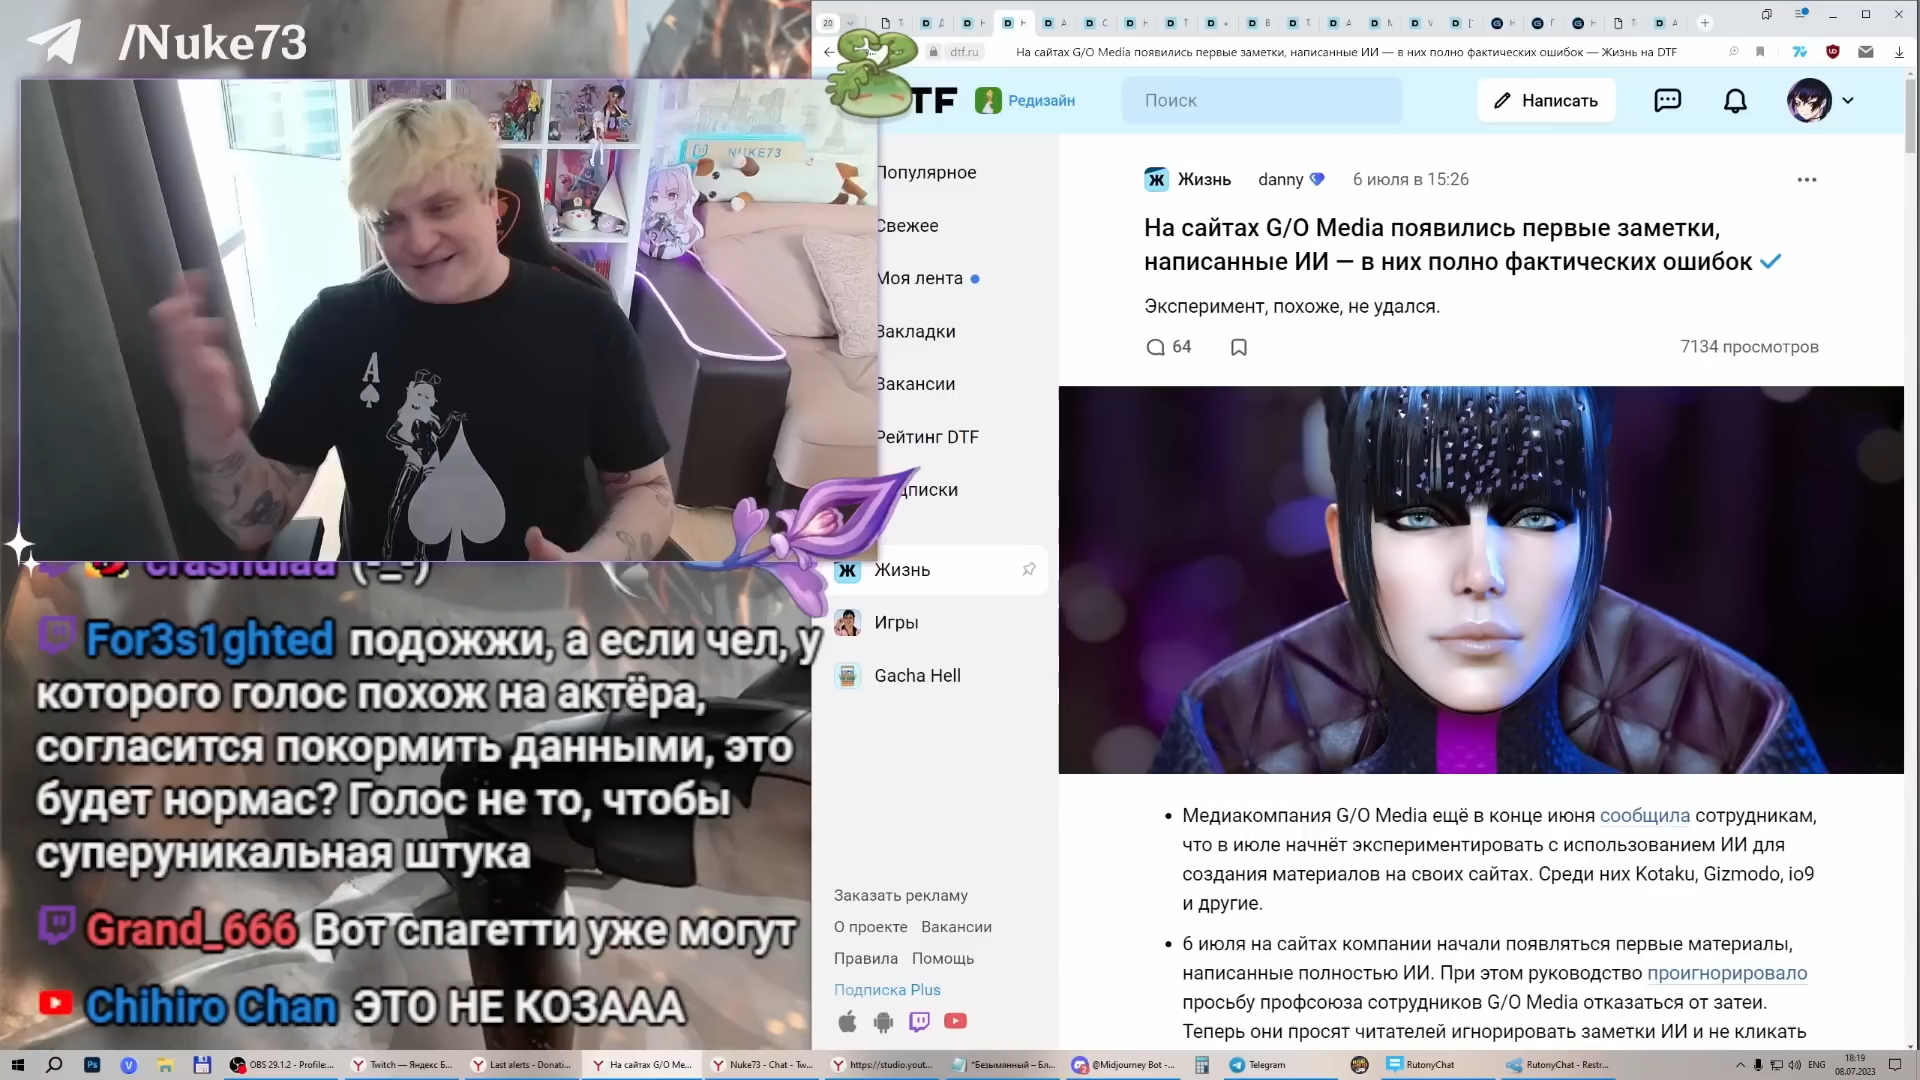 /Nuke73
NUKE73
A
crashulaa (-_-)
For3s1ghted подожжи, а если чел, у
которого голос похож на актёра,
согласится покормить данными, это
будет нормас? Голос не то, чтобы
суперуникальная штука
Grand_666 Вот спагетти уже могут
Chihiro Chan ЭТО НЕ КОЗААА
20
dtf.ru
На сайтах G/O Media появились первые заметки, написанные ИИ — в них полно фактических ошибок — Жизнь на DTF
TF
Редизайн
Поиск
Написать
Популярное
Свежее
Моя лента
Закладки
Вакансии
Рейтинг DTF
дписки
Ж Жизнь
Игры
Gacha Hell
Заказать рекламу
О проекте Вакансии
Правила Помощь
Подписка Plus
Ж Жизнь danny 6 июля в 15:26
На сайтах G/O Media появились первые заметки,
написанные ИИ — в них полно фактических ошибок
Эксперимент, похоже, не удался.
64
7134 просмотров
• Медиакомпания G/O Media ещё в конце июня сообщила сотрудникам,
что в июле начнёт экспериментировать с использованием ИИ для
создания материалов на своих сайтах. Среди них Kotaku, Gizmodo, io9
и другие.
• 6 июля на сайтах компании начали появляться первые материалы,
написанные полностью ИИ. При этом руководство проигнорировало
просьбу профсоюза сотрудников G/O Media отказаться от затеи.
Теперь они просят читателей игнорировать заметки ИИ и не кликать
OBS 29.1.2 - Profile:...
Twitch — Яндекс Б...
Last alerts - Donati...
На сайтах G/O Me...
Nuke73 - Chat - Tw...
https://studio.yout...
*Безымянный – Бл...
@Midjourney Bot -...
Telegram
RutonyChat
RutonyChat - Restr...
ENG
18:19
08.07.2023